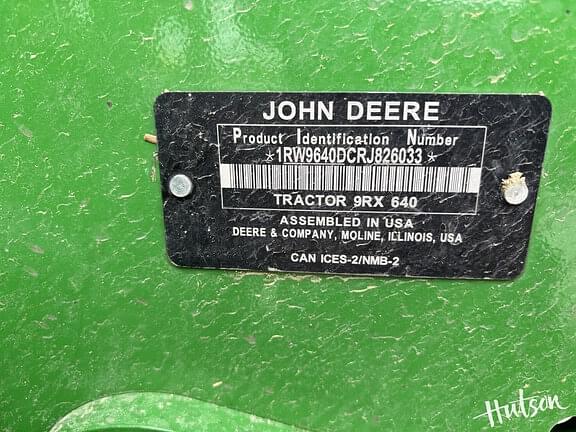 JOHN DEERE
Product Identification Number
*1RW9640DCRJ826033*
TRACTOR 9RX 640
ASSEMBLED IN USA
DEERE & COMPANY, MOLINE, ILLINOIS, USA
CAN ICES-2/NMB-2
Hutson